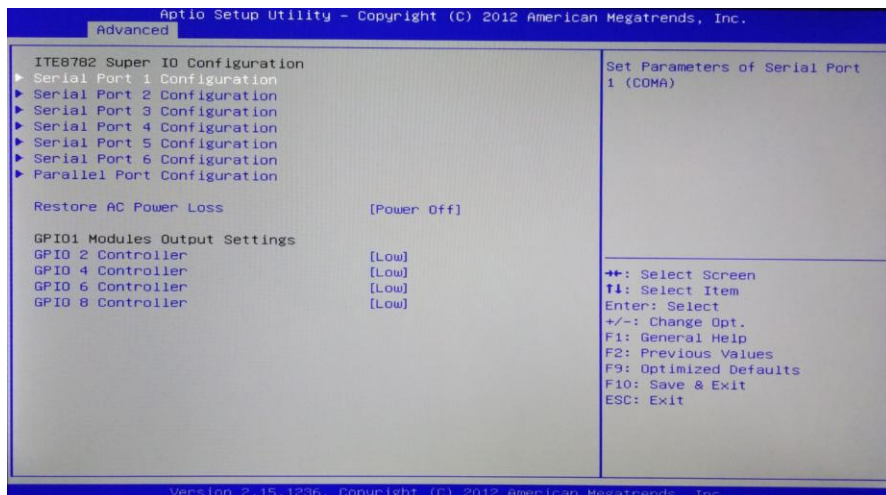 Aptio Setup Utility – Copyright (C) 2012 American Megatrends, Inc.
Advanced
ITE8782 Super IO Configuration
▶ Serial Port 1 Configuration
▶ Serial Port 2 Configuration
▶ Serial Port 3 Configuration
▶ Serial Port 4 Configuration
▶ Serial Port 5 Configuration
▶ Serial Port 6 Configuration
▶ Parallel Port Configuration
Restore AC Power Loss [Power Off]
GPIO1 Modules Output Settings
GPIO 2 Controller [Low]
GPIO 4 Controller [Low]
GPIO 6 Controller [Low]
GPIO 8 Controller [Low]
Set Parameters of Serial Port
1 (COMA)
→←: Select Screen
↑↓: Select Item
Enter: Select
+/-: Change Opt.
F1: General Help
F2: Previous Values
F9: Optimized Defaults
F10: Save & Exit
ESC: Exit
Version 2.15.1236. Copyright (C) 2012 American Megatrends, Inc.